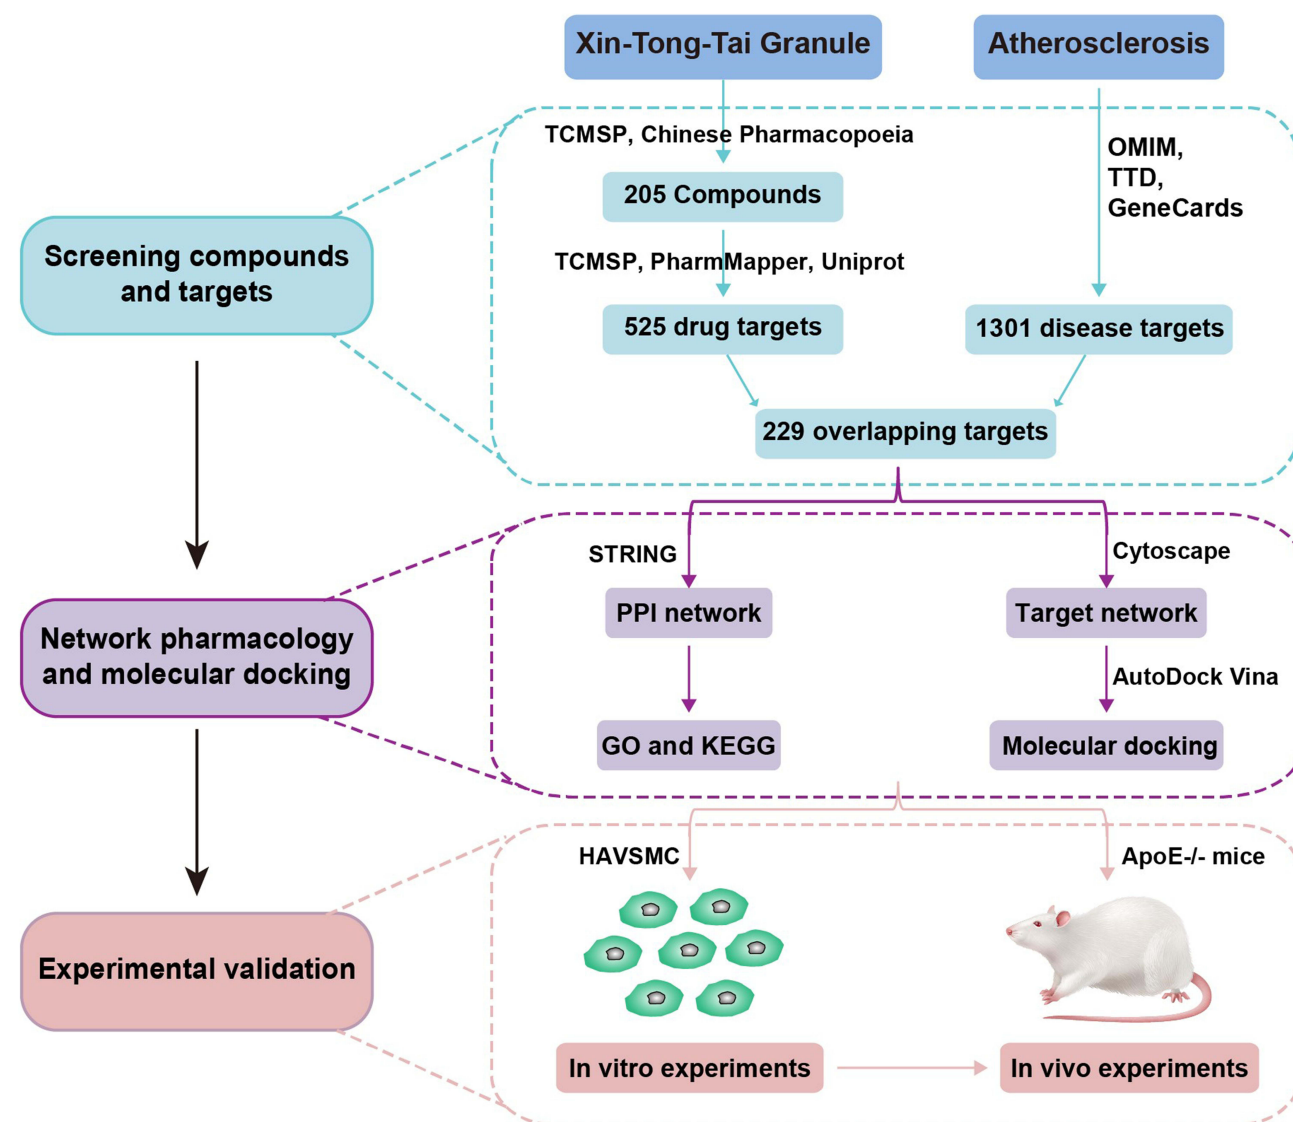 Xin-Tong-Tai Granule
Atherosclerosis
TCMSP, Chinese Pharmacopoeia
OMIM,
TTD,
GeneCards
205 Compounds
Screening compounds
and targets
TCMSP, PharmMapper, Uniprot
525 drug targets
1301 disease targets
229 overlapping targets
STRING
Cytoscape
PPI network
Target network
Network pharmacology
and molecular docking
AutoDock Vina
GO and KEGG
Molecular docking
HAVSMC
ApoE-/- mice
Experimental validation
In vitro experiments
In vivo experiments